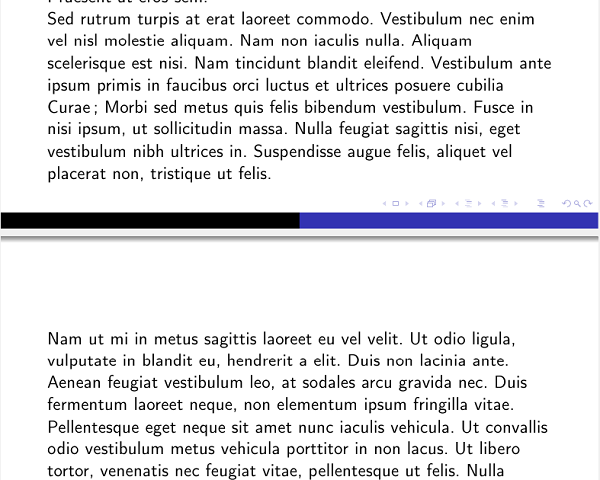 Sed rutrum turpis at erat laoreet commodo. Vestibulum nec enim
vel nisl molestie aliquam. Nam non iaculis nulla. Aliquam
scelerisque est nisi. Nam tincidunt blandit eleifend. Vestibulum ante
ipsum primis in faucibus orci luctus et ultrices posuere cubilia
Curae ; Morbi sed metus quis felis bibendum vestibulum. Fusce in
nisi ipsum, ut sollicitudin massa. Nulla feugiat sagittis nisi, eget
vestibulum nibh ultrices in. Suspendisse augue felis, aliquet vel
placerat non, tristique ut felis.
Nam ut mi in metus sagittis laoreet eu vel velit. Ut odio ligula,
vulputate in blandit eu, hendrerit a elit. Duis non lacinia ante.
Aenean feugiat vestibulum leo, at sodales arcu gravida nec. Duis
fermentum laoreet neque, non elementum ipsum fringilla vitae.
Pellentesque eget neque sit amet nunc iaculis vehicula. Ut convallis
odio vestibulum metus vehicula porttitor in non lacus. Ut libero
tortor, venenatis nec feugiat vitae, pellentesque ut felis. Nulla